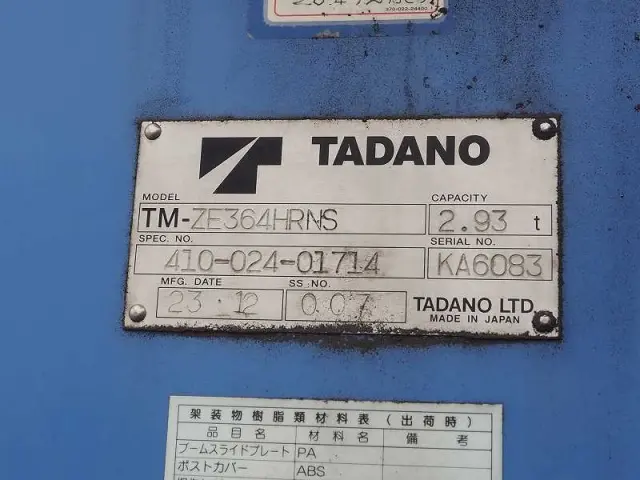 TADANO
MODEL
TM-ZE364HRNS
CAPACITY
2.93 t
SPEC. NO.
410-024-01714
SERIAL NO.
KA6083
MFG. DATE
23 12
SS. NO.
007
TADANO LTD.
MADE IN JAPAN
架装物樹脂類材料表(出荷時)
品目名 材料名 備考
ブームスライドプレート PA
ポストカバー ABS